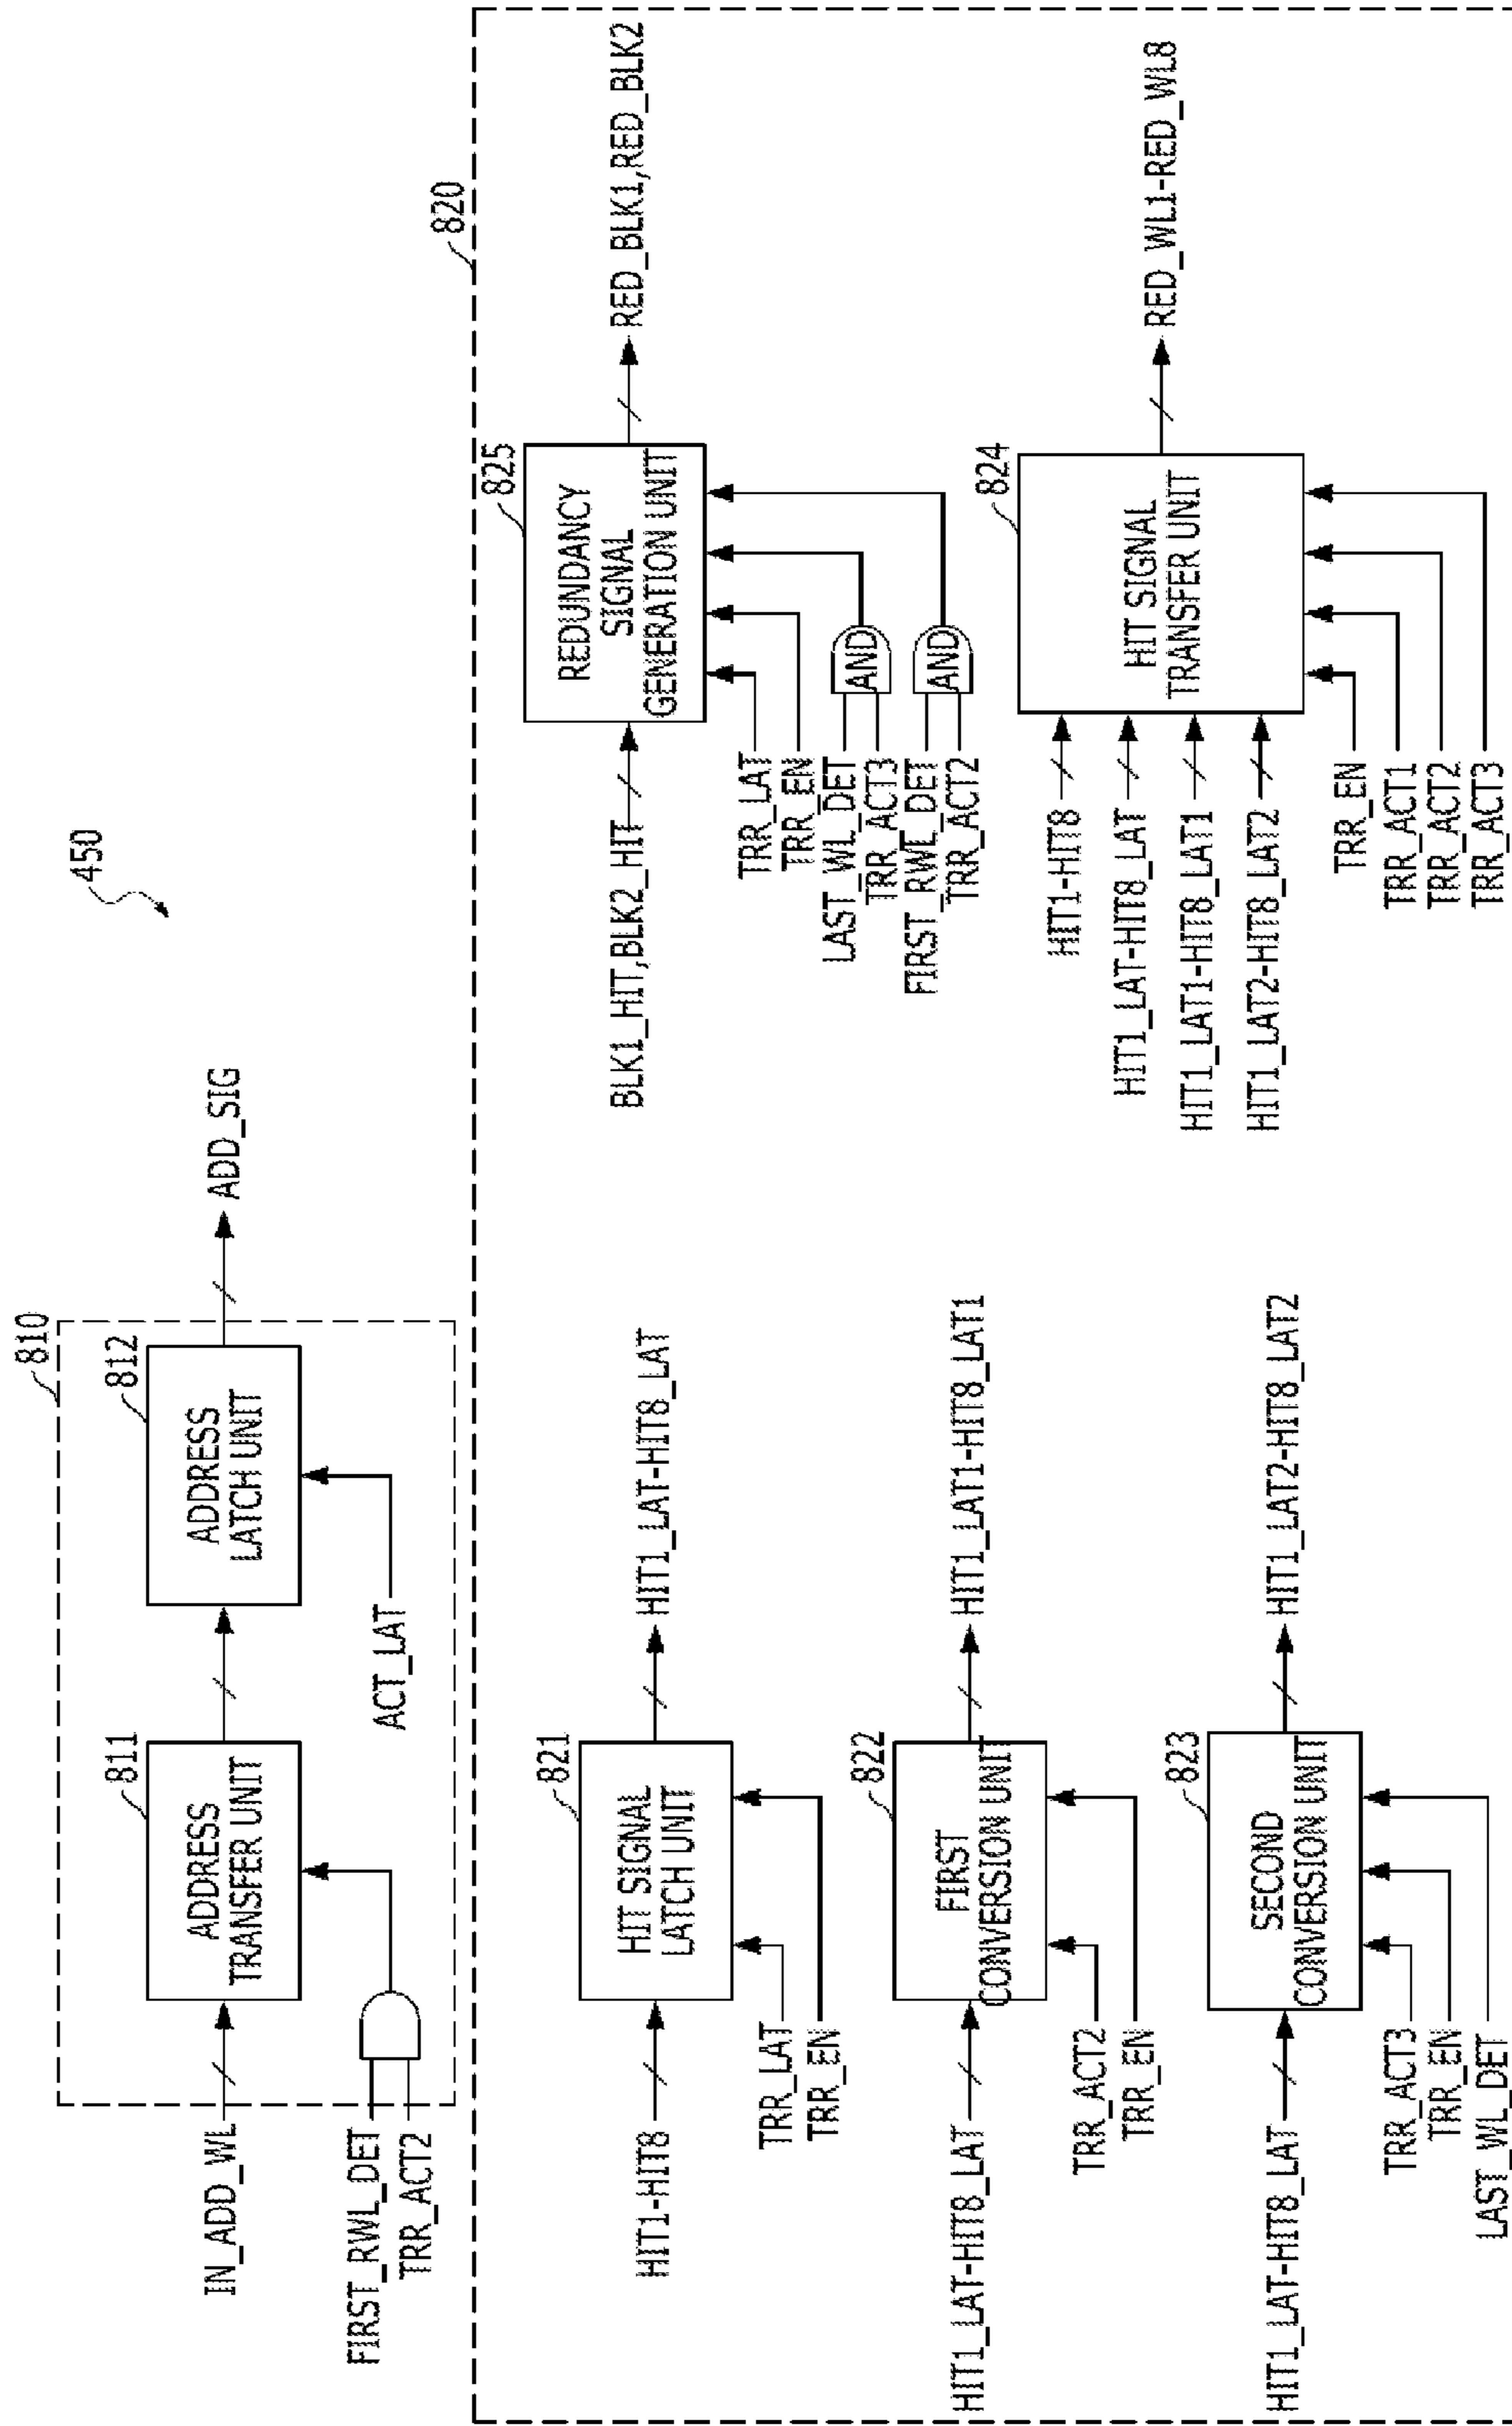 450
810
811
ADDRESS
TRANSFER UNIT
812
ADDRESS
LATCH UNIT
IN_ADD_WL
FIRST_RWL_DET
TRR_ACT2
ACT_LAT
ADD_SIG
820
821
HIT SIGNAL
LATCH UNIT
HIT1-HIT8
TRR_LAT
TRR_EN
HIT1_LAT-HIT8_LAT
822
FIRST
CONVERSION UNIT
HIT1_LAT-HIT8_LAT
TRR_ACT2
TRR_EN
HIT1_LAT1-HIT8_LAT1
823
SECOND
CONVERSION UNIT
HIT1_LAT-HIT8_LAT
TRR_ACT3
TRR_EN
LAST_WL_DET
HIT1_LAT2-HIT8_LAT2
825
REDUNDANCY
SIGNAL
GENERATION UNIT
BLK1_HIT,BLK2_HIT
TRR_LAT
TRR_EN
LAST_WL_DET
TRR_ACT3
AND
FIRST_RWL_DET
TRR_ACT2
AND
RED_BLK1,RED_BLK2
824
HIT SIGNAL
TRANSFER UNIT
HIT1-HIT8
HIT1_LAT-HIT8_LAT
HIT1_LAT1-HIT8_LAT1
HIT1_LAT2-HIT8_LAT2
TRR_EN
TRR_ACT1
TRR_ACT2
TRR_ACT3
RED_WL1-RED_WL8